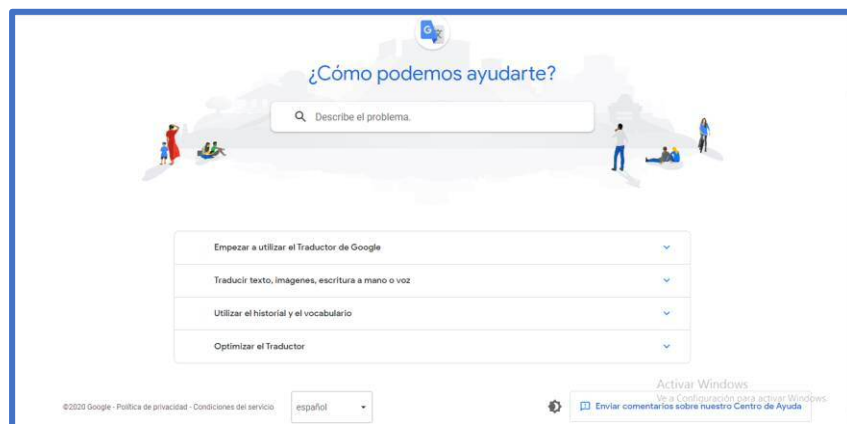 ¿Cómo podemos ayudarte?
Describe el problema.
Empezar a utilizar el Traductor de Google
Traducir texto, imágenes, escritura a mano o voz
Utilizar el historial y el vocabulario
Optimizar el Traductor
Activar Windows
Ve a Configuración para activar Windows.
©2020 Google - Política de privacidad - Condiciones del servicio
español
Enviar comentarios sobre nuestro Centro de Ayuda